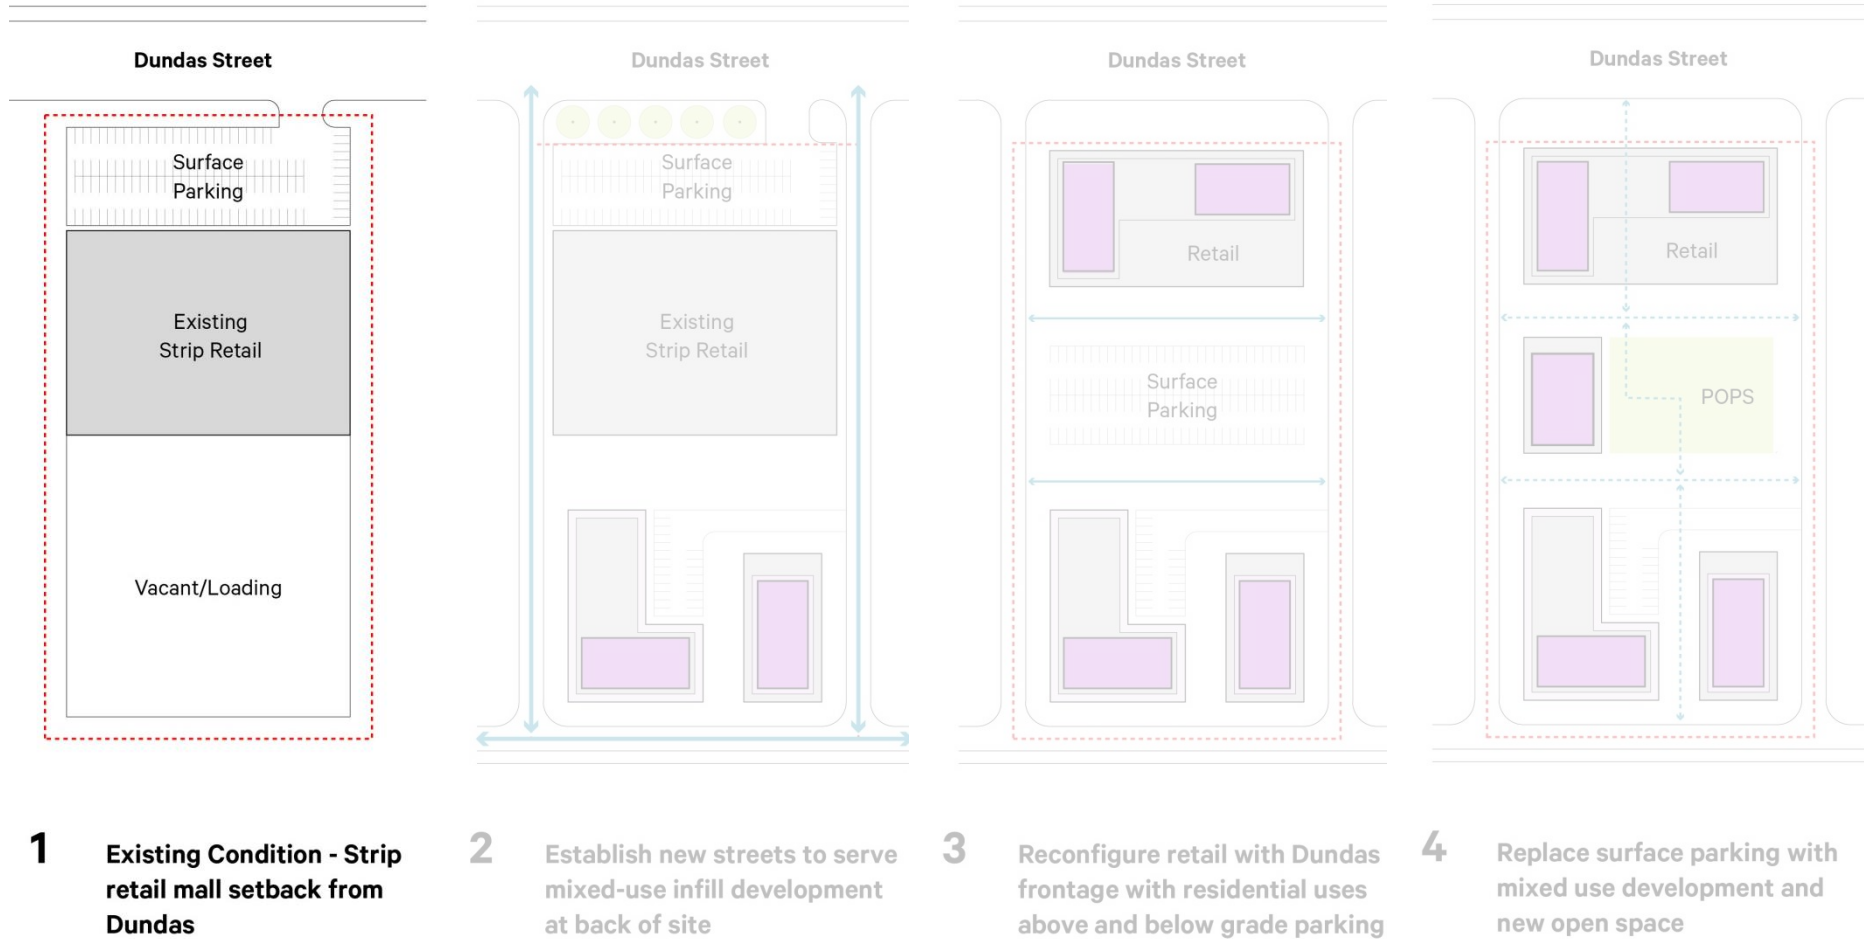 Dundas Street
Surface
Parking
Existing
Strip Retail
Vacant/Loading
1
Existing Condition - Strip
retail mall setback from
Dundas
Dundas Street
Surface
Parking
Existing
Strip Retail
2
Establish new streets to serve
mixed-use infill development
at back of site
Dundas Street
Retail
Surface
Parking
3
Reconfigure retail with Dundas
frontage with residential uses
above and below grade parking
Dundas Street
Retail
POPS
4
Replace surface parking with
mixed use development and
new open space